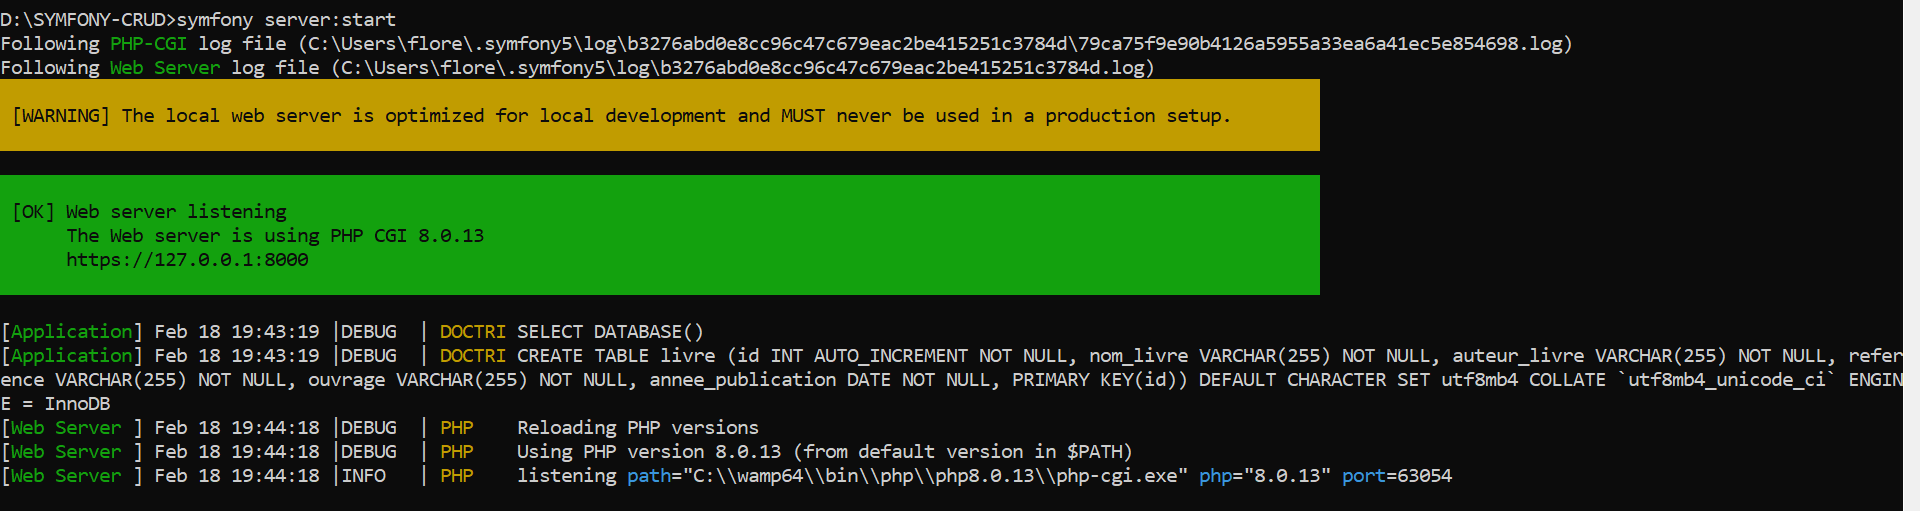 D:\SYMFONY-CRUD>symfony server:start
Following PHP-CGI log file (C:\Users\flore\.symfony5\log\b3276abd0e8cc96c47c679eac2be415251c3784d\79ca75f9e90b4126a5955a33ea6a41ec5e854698.log)
Following Web Server log file (C:\Users\flore\.symfony5\log\b3276abd0e8cc96c47c679eac2be415251c3784d.log)
[WARNING] The local web server is optimized for local development and MUST never be used in a production setup.
[OK] Web server listening
The Web server is using PHP CGI 8.0.13
https://127.0.0.1:8000
[Application] Feb 18 19:43:19 |DEBUG  | DOCTRI SELECT DATABASE()
[Application] Feb 18 19:43:19 |DEBUG  | DOCTRI CREATE TABLE livre (id INT AUTO_INCREMENT NOT NULL, nom_livre VARCHAR(255) NOT NULL, auteur_livre VARCHAR(255) NOT NULL, refer
ence VARCHAR(255) NOT NULL, ouvrage VARCHAR(255) NOT NULL, annee_publication DATE NOT NULL, PRIMARY KEY(id)) DEFAULT CHARACTER SET utf8mb4 COLLATE `utf8mb4_unicode_ci` ENGIN
E = InnoDB
[Web Server ] Feb 18 19:44:18 |DEBUG  | PHP    Reloading PHP versions
[Web Server ] Feb 18 19:44:18 |DEBUG  | PHP    Using PHP version 8.0.13 (from default version in $PATH)
[Web Server ] Feb 18 19:44:18 |INFO   | PHP    listening path="C:\\wamp64\\bin\\php\\php8.0.13\\php-cgi.exe" php="8.0.13" port=63054